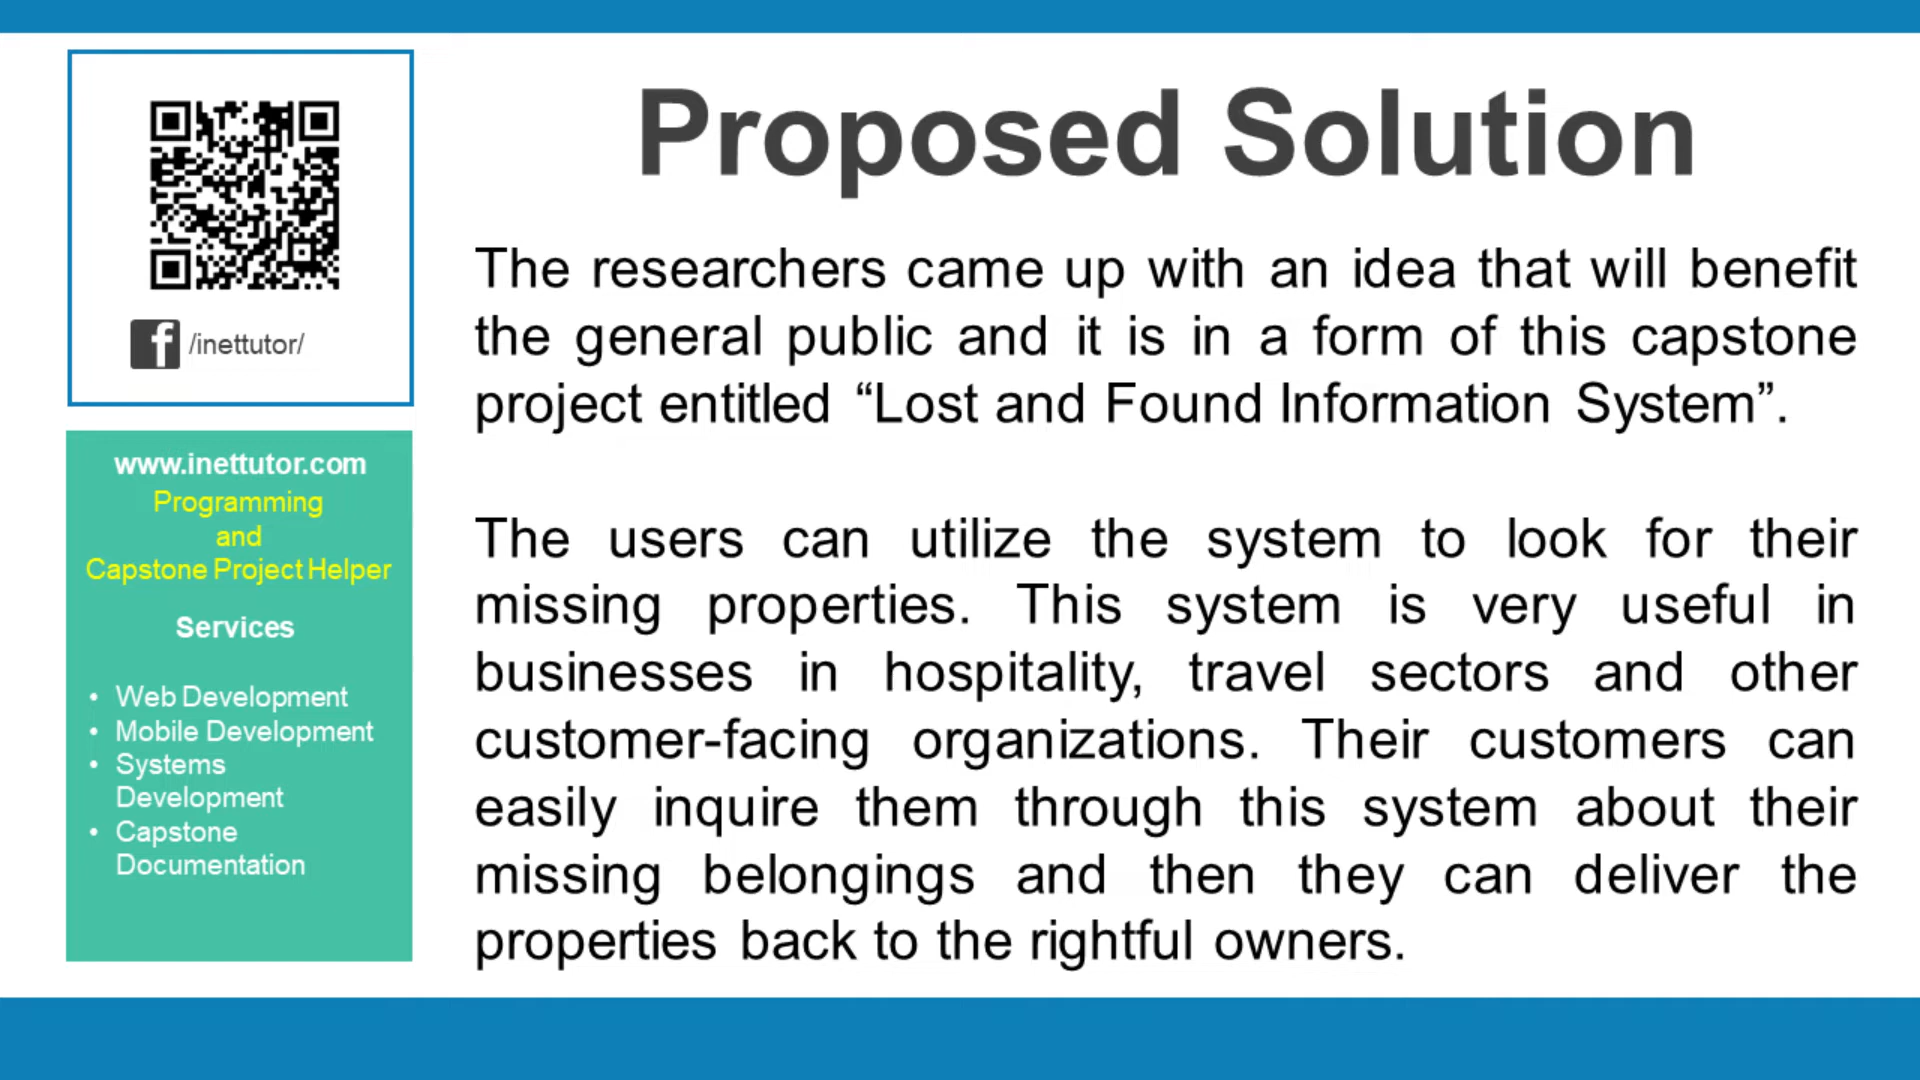 /inettutor/
www.inettutor.com
Programming
and
Capstone Project Helper
Services
• Web Development
• Mobile Development
• Systems
Development
• Capstone
Documentation
Proposed Solution
The researchers came up with an idea that will benefit
the general public and it is in a form of this capstone
project entitled “Lost and Found Information System”.
The users can utilize the system to look for their
missing properties. This system is very useful in
businesses in hospitality, travel sectors and other
customer-facing organizations. Their customers can
easily inquire them through this system about their
missing belongings and then they can deliver the
properties back to the rightful owners.